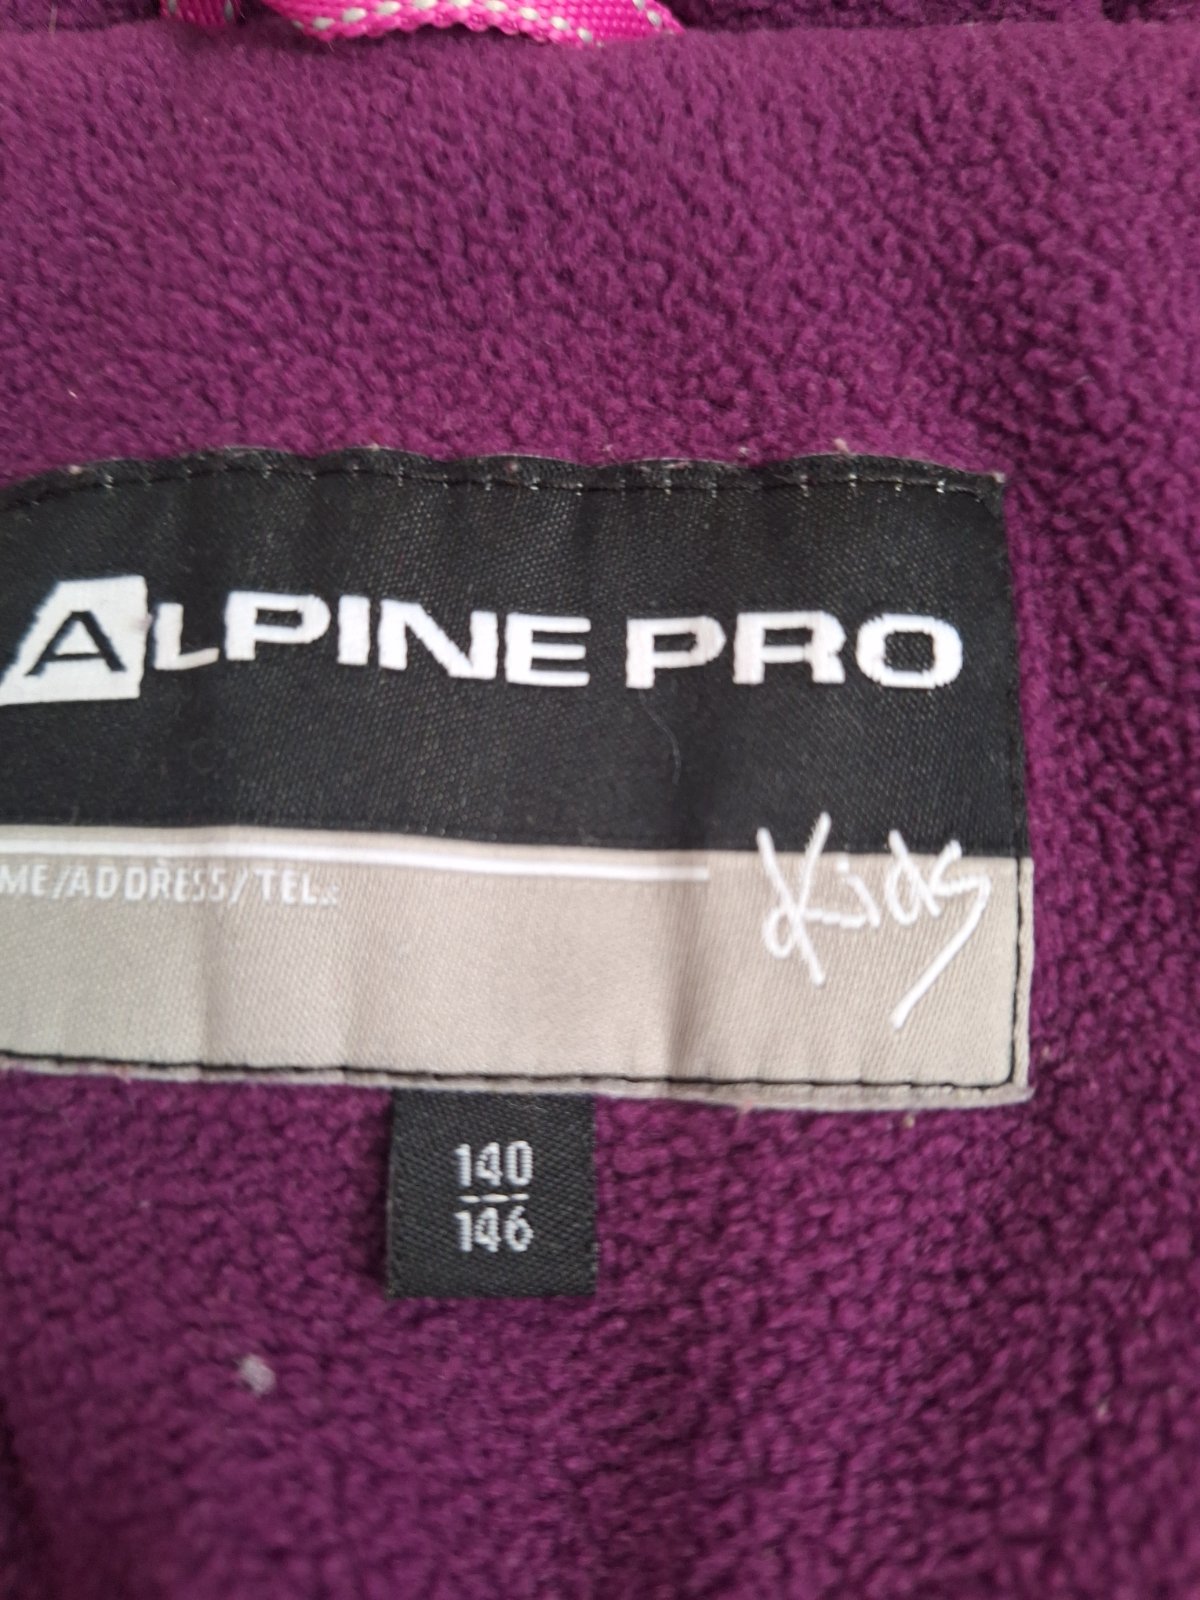 ALPINE PRO
Kids
ME/ADDRESS/TEL.:
140
146